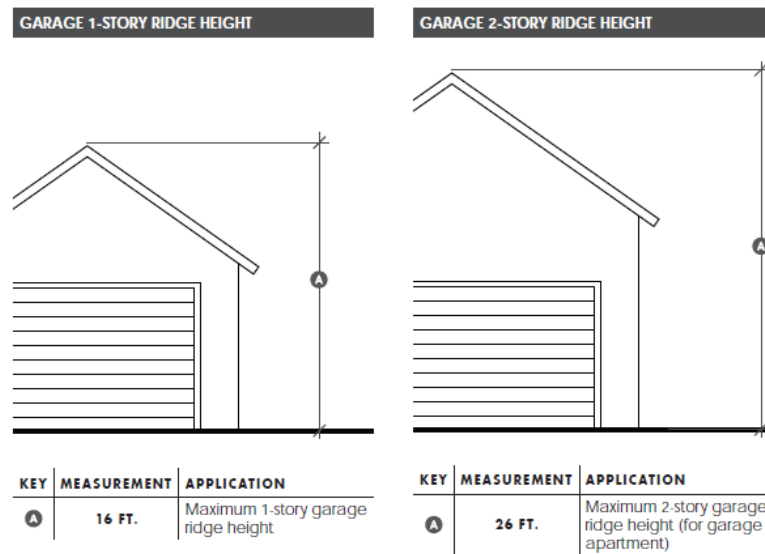 GARAGE 1-STORY RIDGE HEIGHT
A
KEY MEASUREMENT APPLICATION
A 16 FT. Maximum 1-story garage
ridge height
GARAGE 2-STORY RIDGE HEIGHT
A
KEY MEASUREMENT APPLICATION
A 26 FT. Maximum 2-story garage
ridge height (for garage
apartment)